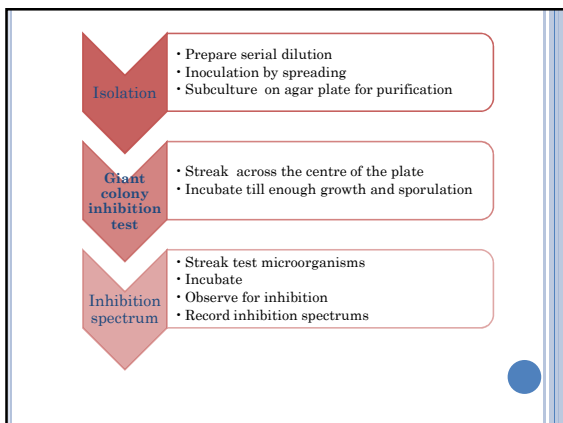 Isolation
• Prepare serial dilution
• Inoculation by spreading
• Subculture on agar plate for purification
Giant
colony
inhibition
test
• Streak across the centre of the plate
• Incubate till enough growth and sporulation
Inhibition
spectrum
• Streak test microorganisms
• Incubate
• Observe for inhibition
• Record inhibition spectrums